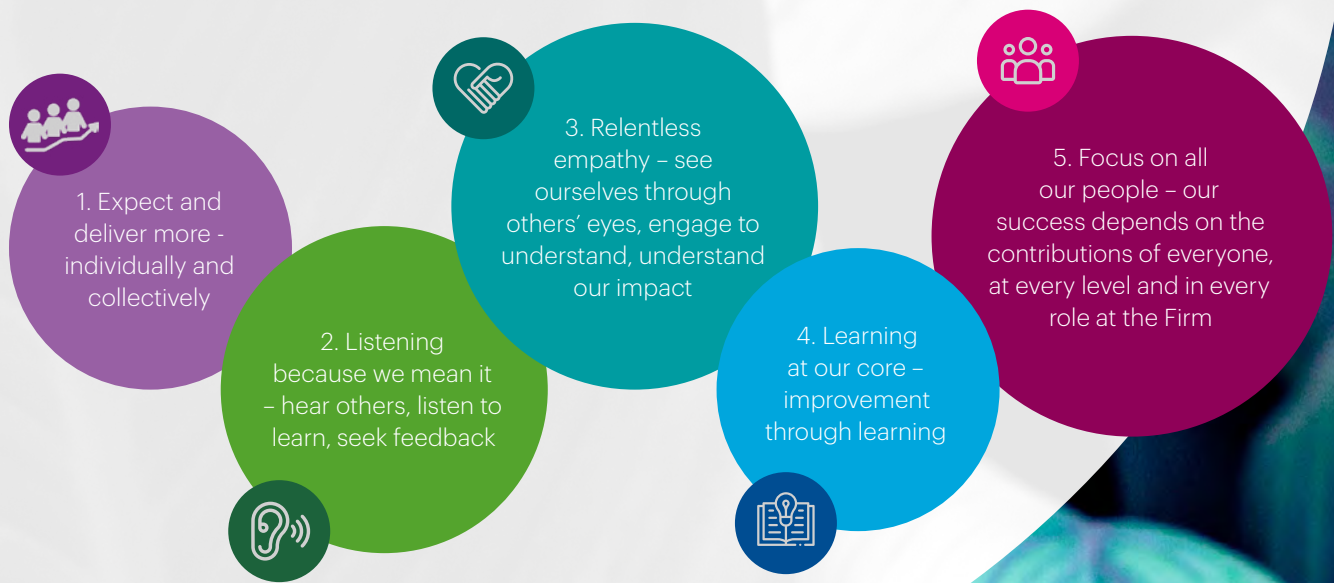 1. Expect and
deliver more -
individually and
collectively
2. Listening
because we mean it
– hear others, listen to
learn, seek feedback
3. Relentless
empathy – see
ourselves through
others’ eyes, engage to
understand, understand
our impact
4. Learning
at our core –
improvement
through learning
5. Focus on all
our people – our
success depends on the
contributions of everyone,
at every level and in every
role at the Firm